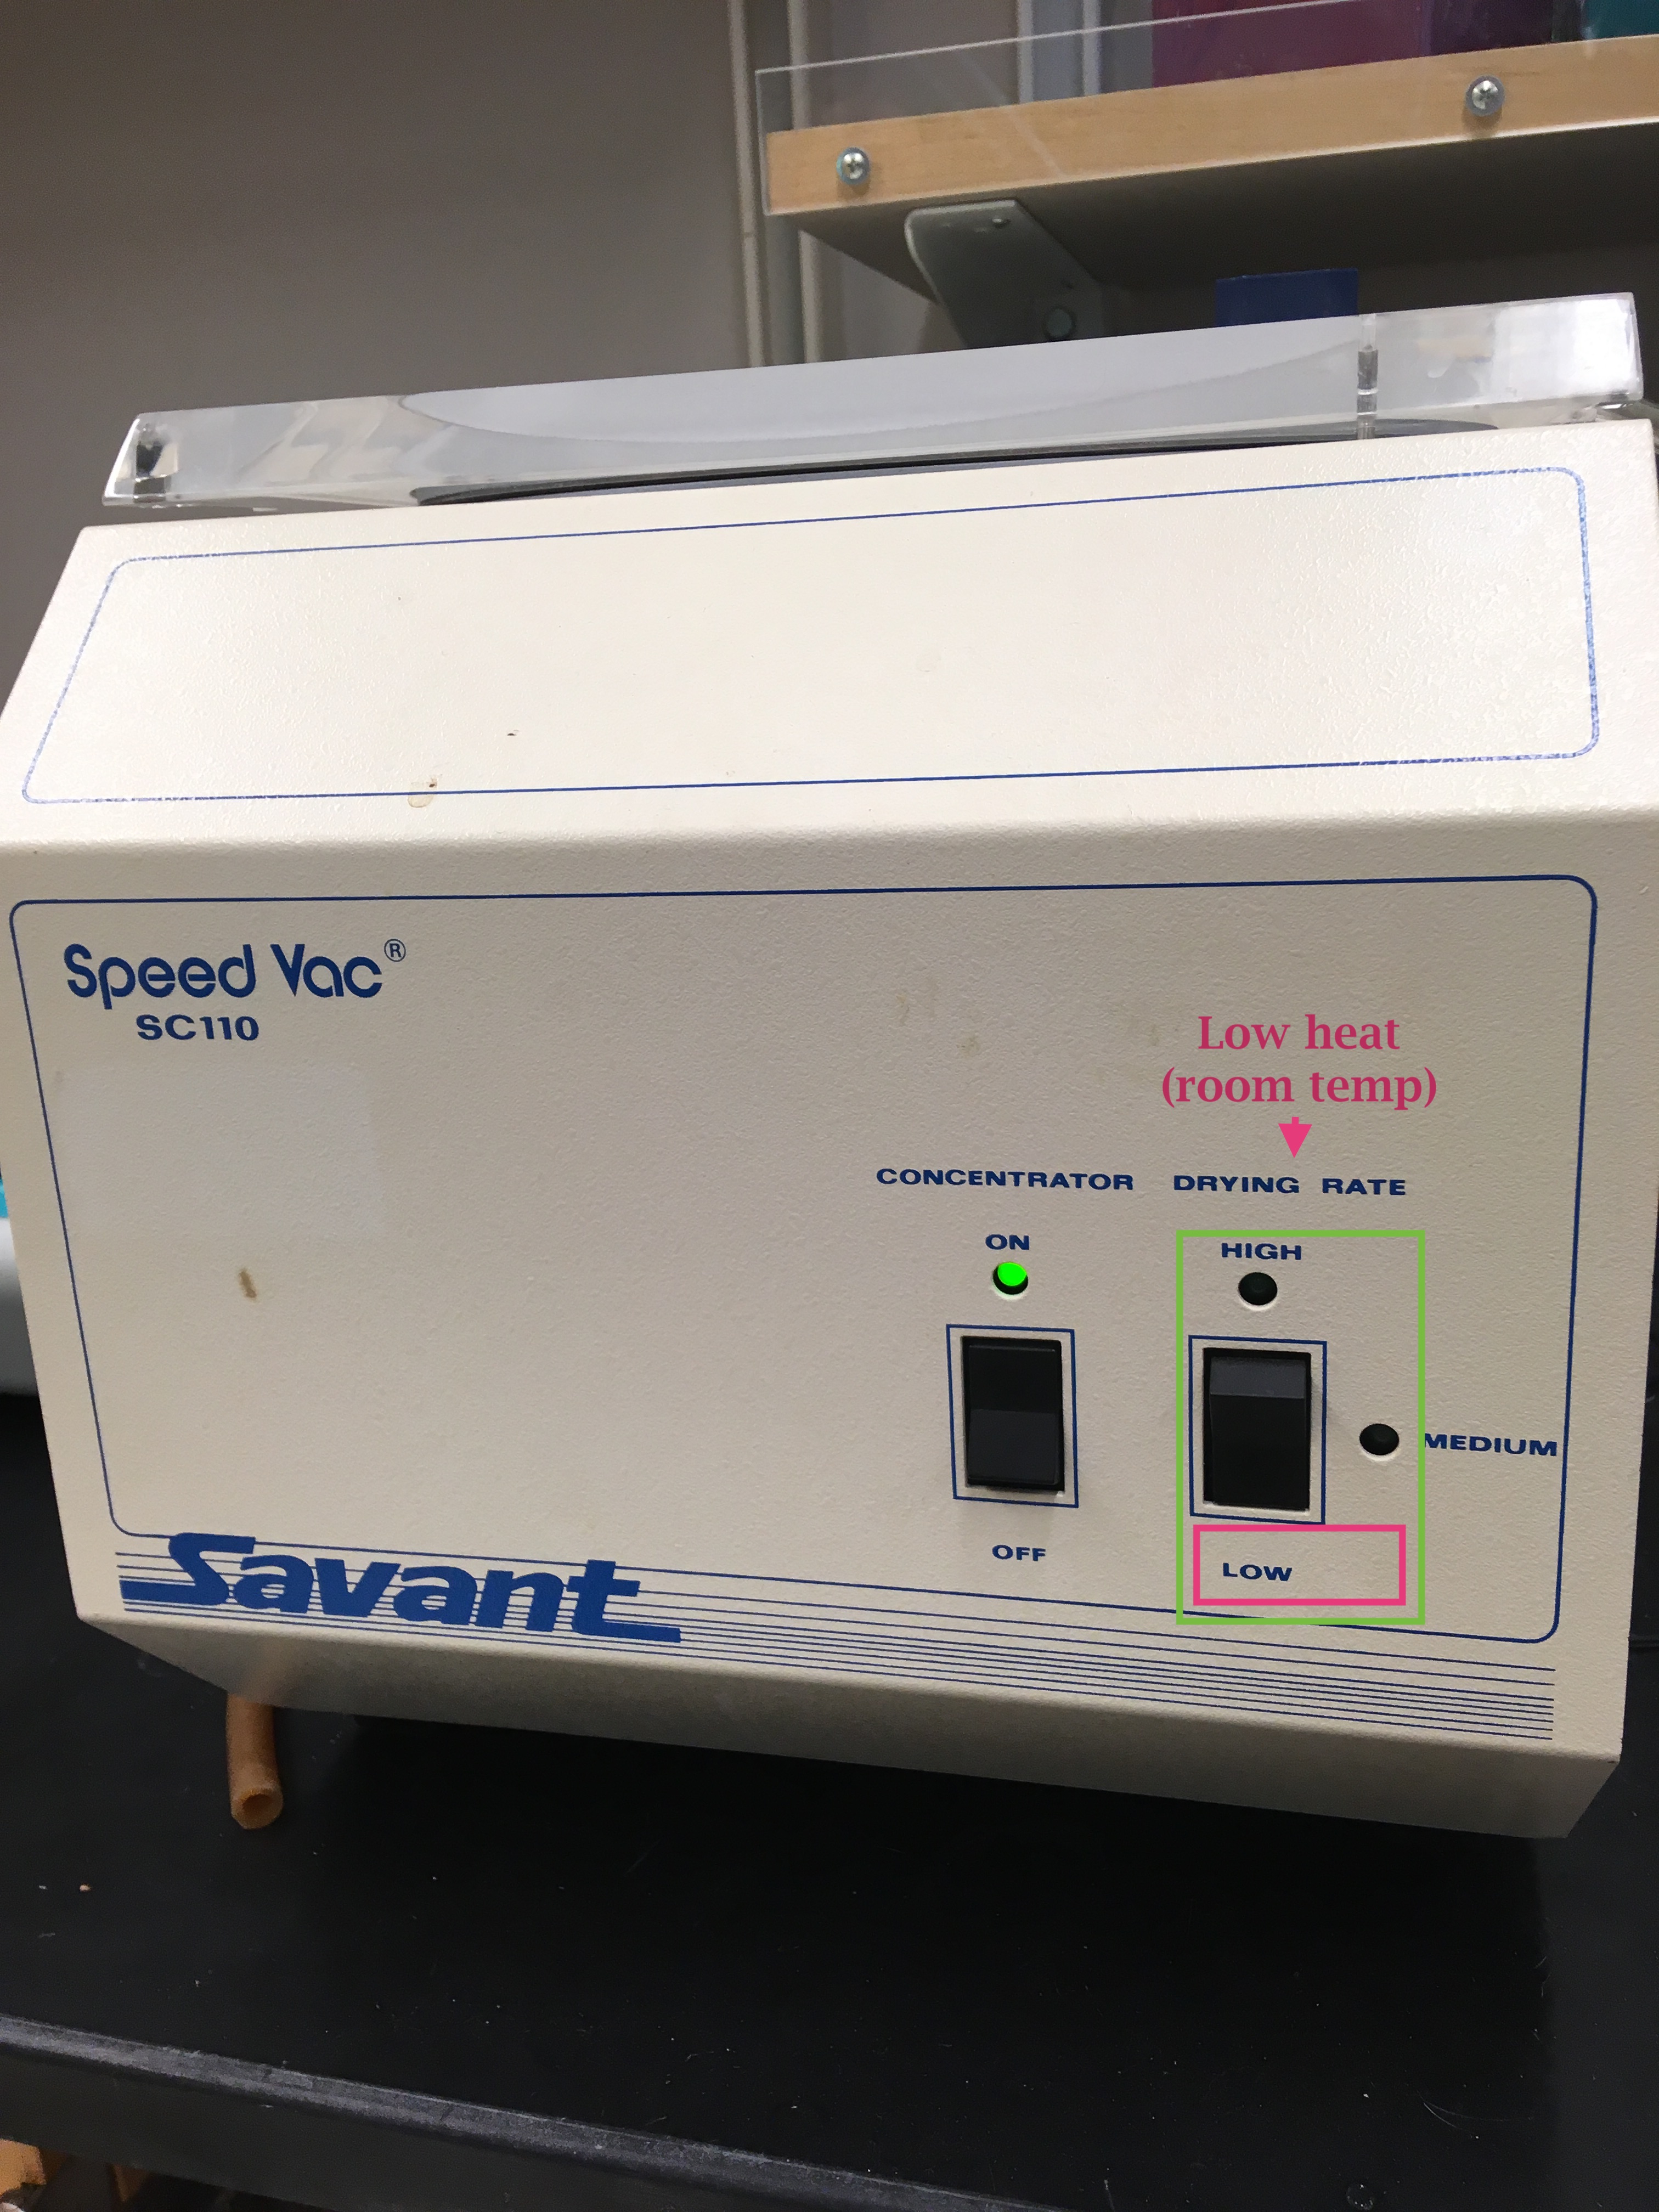 Speed Vac®
SC110
Low heat
(room temp)
CONCENTRATOR
DRYING RATE
ON
HIGH
MEDIUM
OFF
LOW
Savant